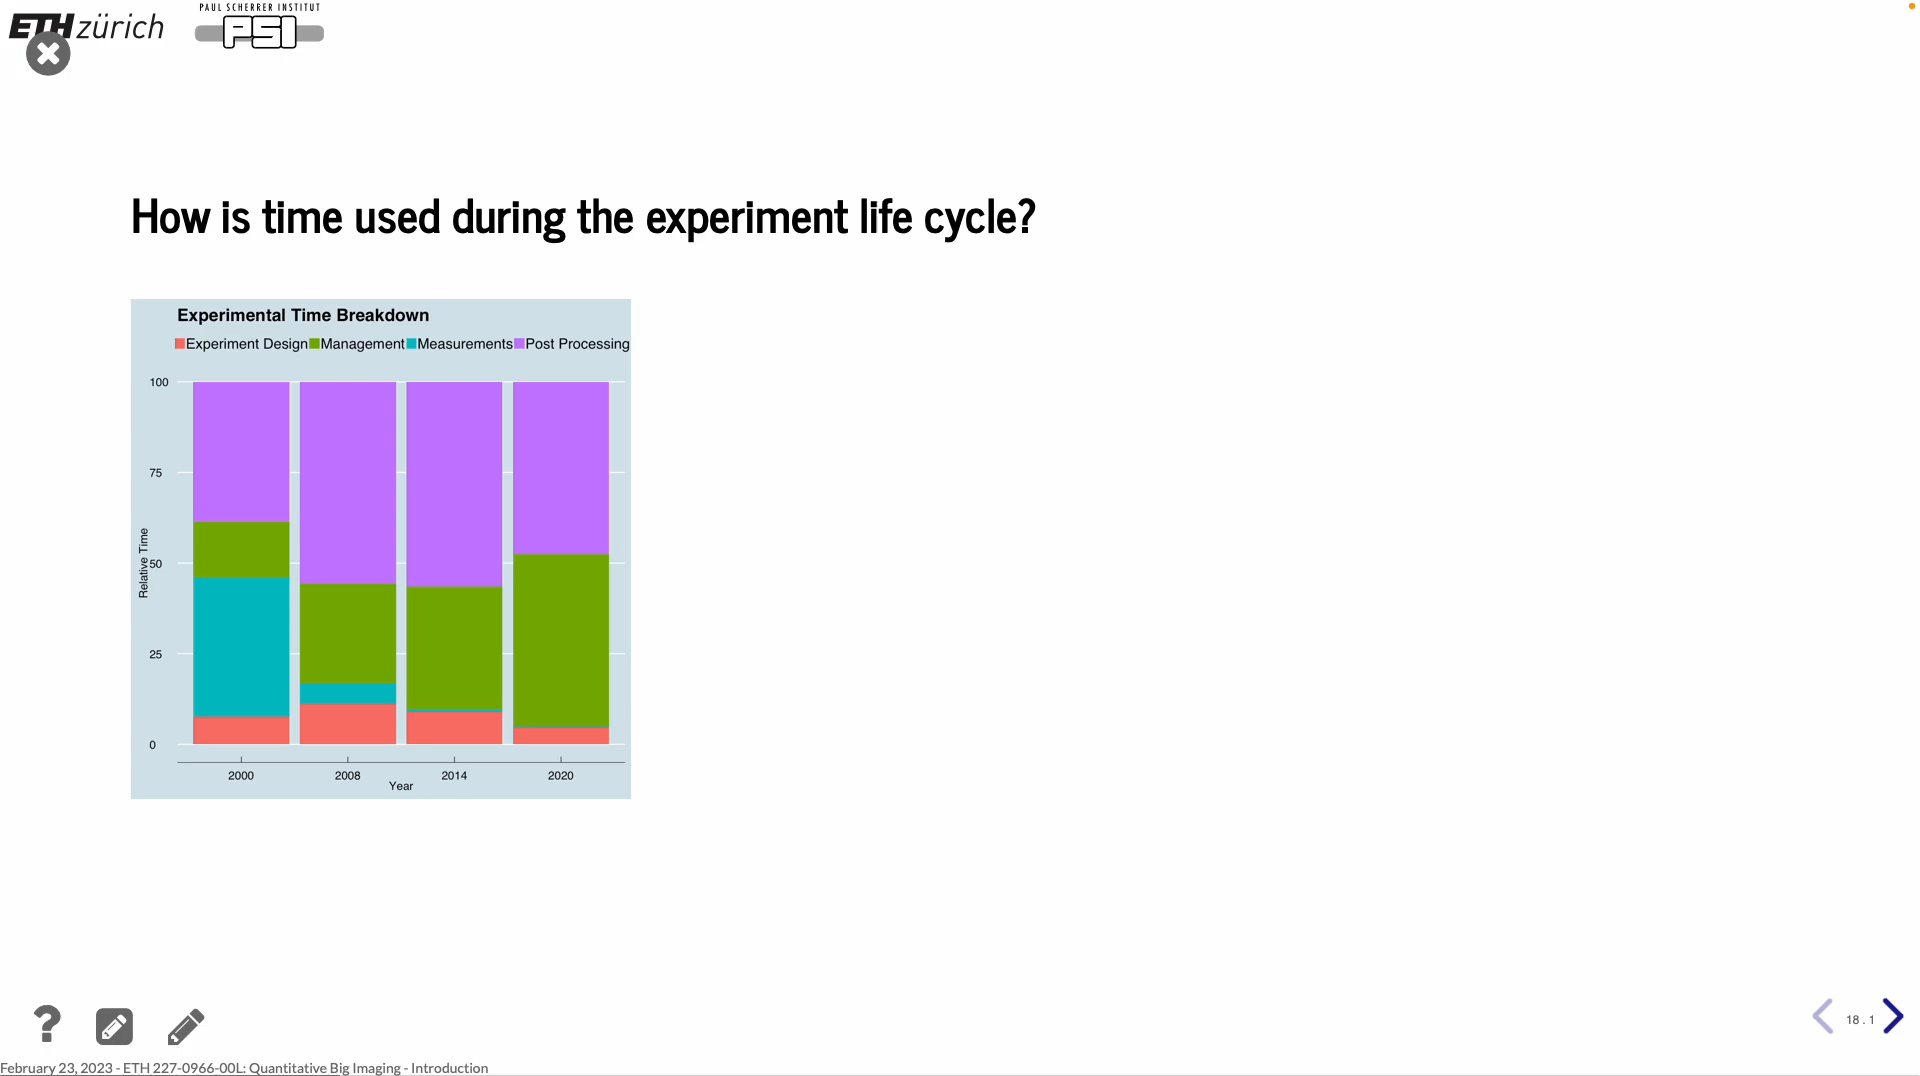 ETH zürich
PAUL SCHERRER INSTITUT
PSI
How is time used during the experiment life cycle?
Experimental Time Breakdown
Experiment Design Management Measurements Post Processing
100
75
50
25
0
Relative Time
2000 2008 2014 2020
Year
?
18 . 1
February 23, 2023 - ETH 227-0966-00L: Quantitative Big Imaging - Introduction